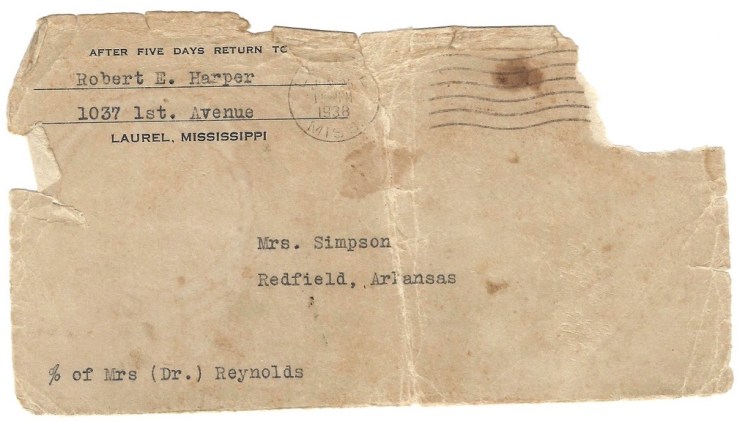 AFTER FIVE DAYS RETURN TO
Robert E. Harper
1037 1st. Avenue
LAUREL, MISSISSIPPI
1938
MISS
Mrs. Simpson
Redfield, Arkansas
% of Mrs (Dr.) Reynolds